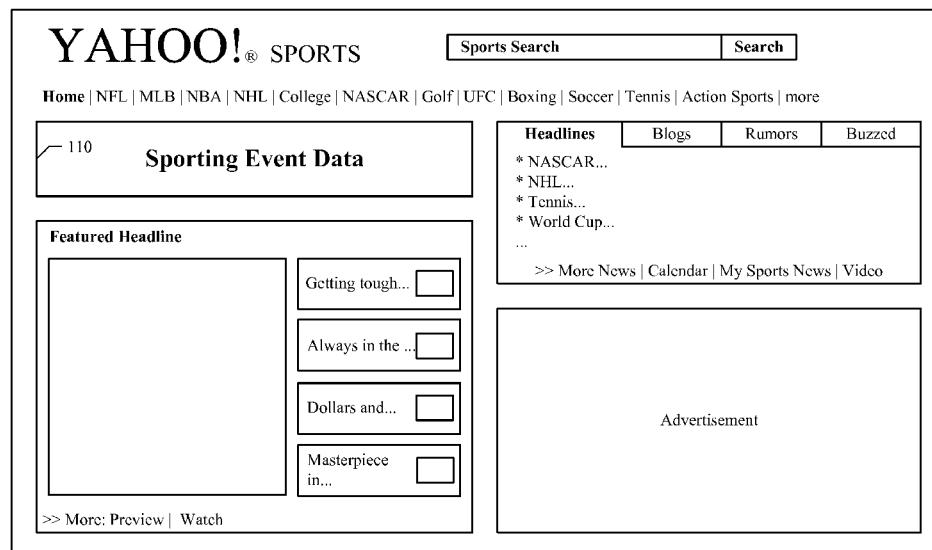 YAHOO!® SPORTS
Sports Search Search
Home | NFL | MLB | NBA | NHL | College | NASCAR | Golf | UFC | Boxing | Soccer | Tennis | Action Sports | more
110
Sporting Event Data
Headlines Blogs Rumors Buzzed
* NASCAR...
* NHL...
* Tennis...
* World Cup...
...
>> More News | Calendar | My Sports News | Video
Featured Headline
Getting tough...
Always in the ...
Dollars and...
Masterpiece
in...
>> More: Preview | Watch
Advertisement